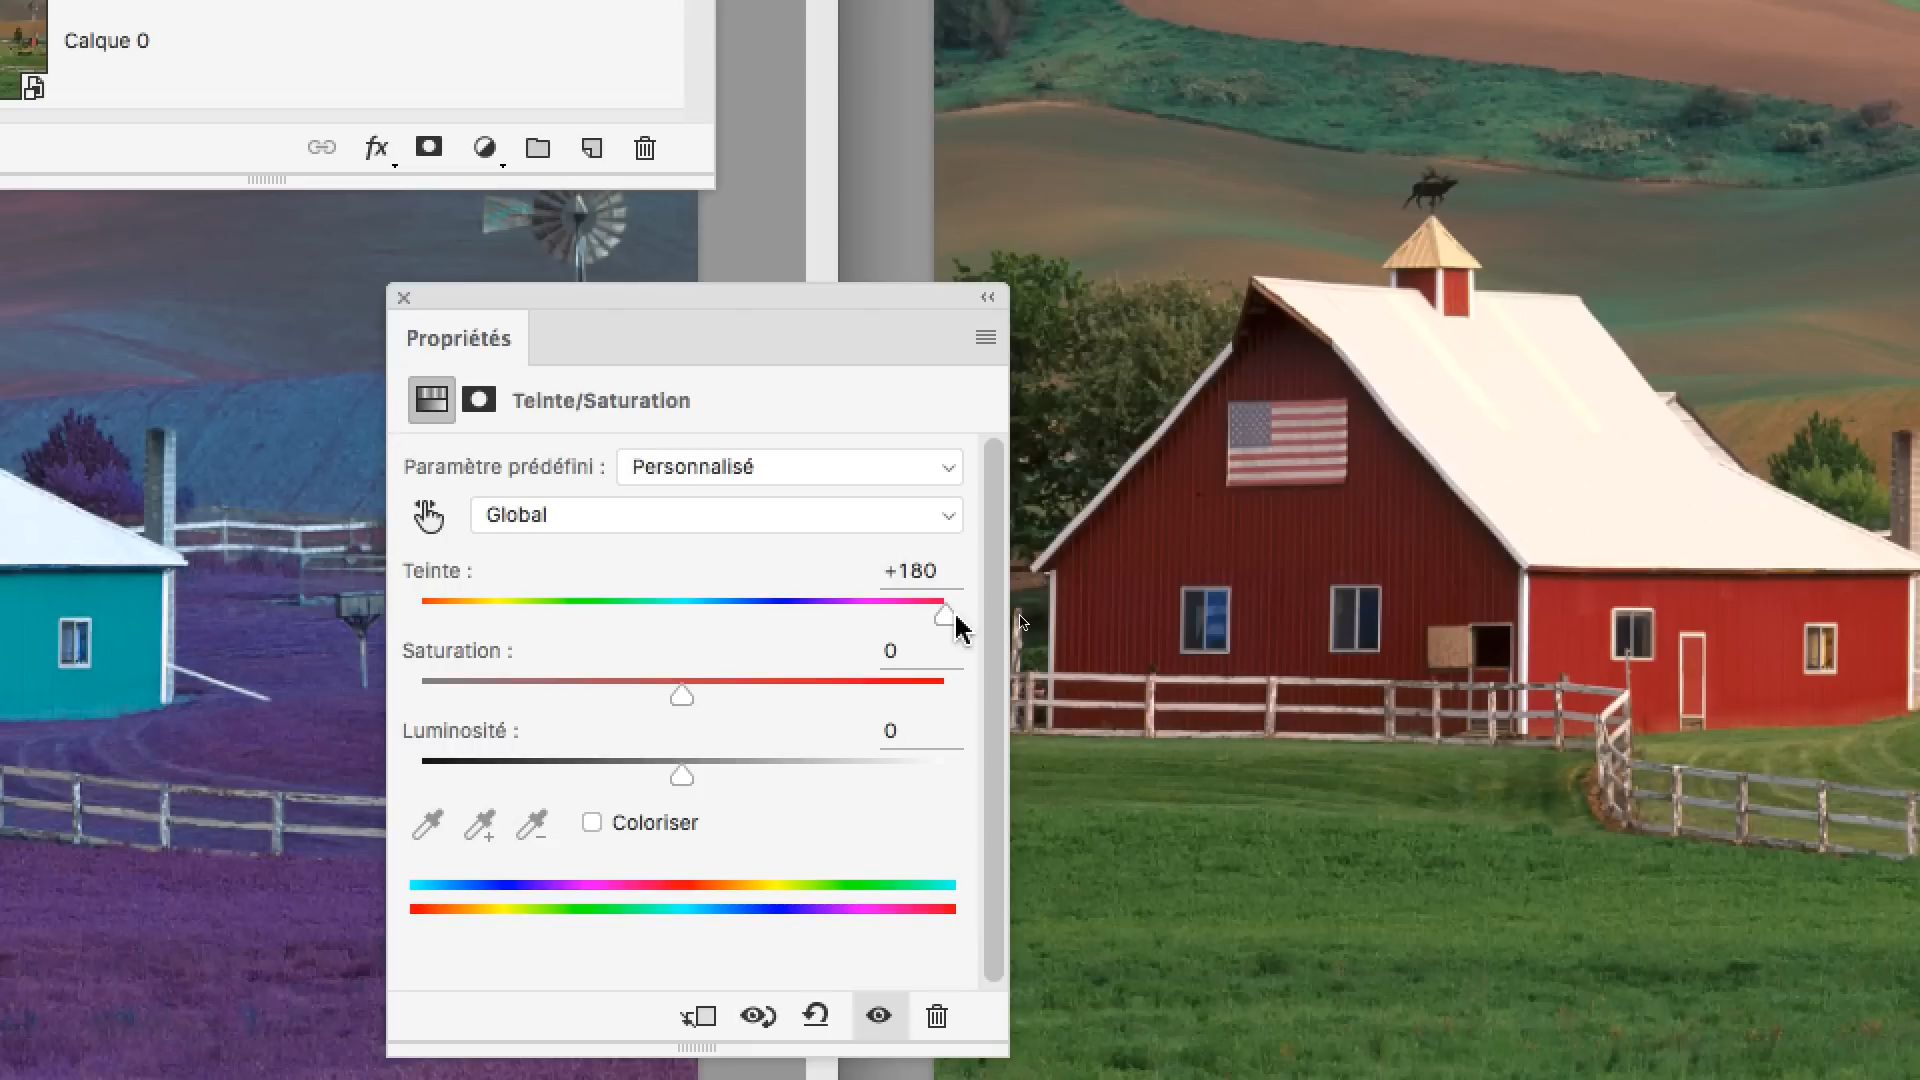 Calque 0
fx
Propriétés
Teinte/Saturation
Paramètre prédéfini : Personnalisé
Global
Teinte : +180
Saturation : 0
Luminosité : 0
Coloriser